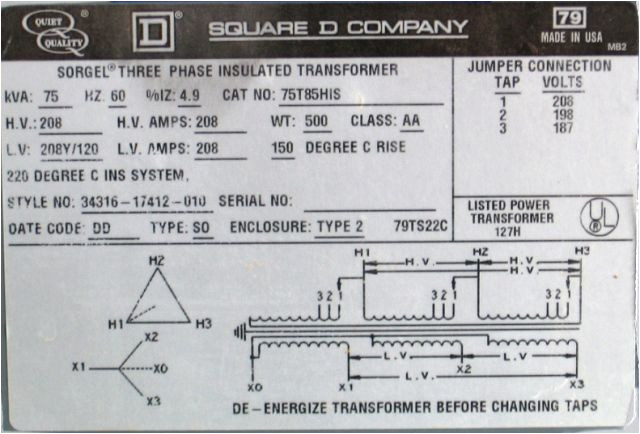 QUIET QUALITY ®
D
SQUARE D COMPANY
79
MADE IN USA
MB2
SORGEL® THREE PHASE INSULATED TRANSFORMER
kVA: 75 HZ. 60 %IZ: 4.9 CAT NO: 75T85HIS
H.V.: 208 H.V. AMPS: 208 WT: 500 CLASS: AA
L.V: 208Y/120 L.V. AMPS: 208 150 DEGREE C RISE
220 DEGREE C INS SYSTEM,
STYLE NO: 34316-17412-010 SERIAL NO:
DATE CODE: DD TYPE: SO ENCLOSURE: TYPE 2 79TS22C
JUMPER CONNECTION
TAP VOLTS
1 208
2 198
3 187
LISTED POWER
TRANSFORMER
127H
UL
H2
H1 H3
X2
X1 X0
X3
H1 H2 H3
H.V. H.V.
H.V.
3 2 1 3 2 1 3 2 1
L.V. L.V.
X0 X1 X2 X3
L.V.
DE-ENERGIZE TRANSFORMER BEFORE CHANGING TAPS